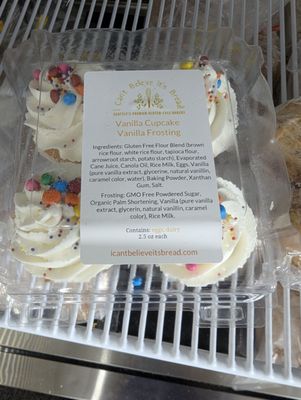 Can't Believe it's Bread
SEATTLE'S PREMIUM GLUTEN-FREE BAKERY
Vanilla Cupcake
Vanilla Frosting
Ingredients: Gluten Free Flour Blend (brown
rice flour, white rice flour, tapioca flour,
arrowroot starch, potato starch), Evaporated
Cane Juice, Canola Oil, Rice Milk, Eggs, Vanilla
(pure vanilla extract, glycerine, natural vanillin,
caramel color, water), Baking Powder, Xanthan
Gum, Salt.
Frosting: GMO Free Powdered Sugar,
Organic Palm Shortening, Vanilla (pure vanilla
extract, glycerin, natural vanillin, caramel
color), Rice Milk.
Contains: eggs, dairy
2.5 oz each
icantbelieveitsbread.com